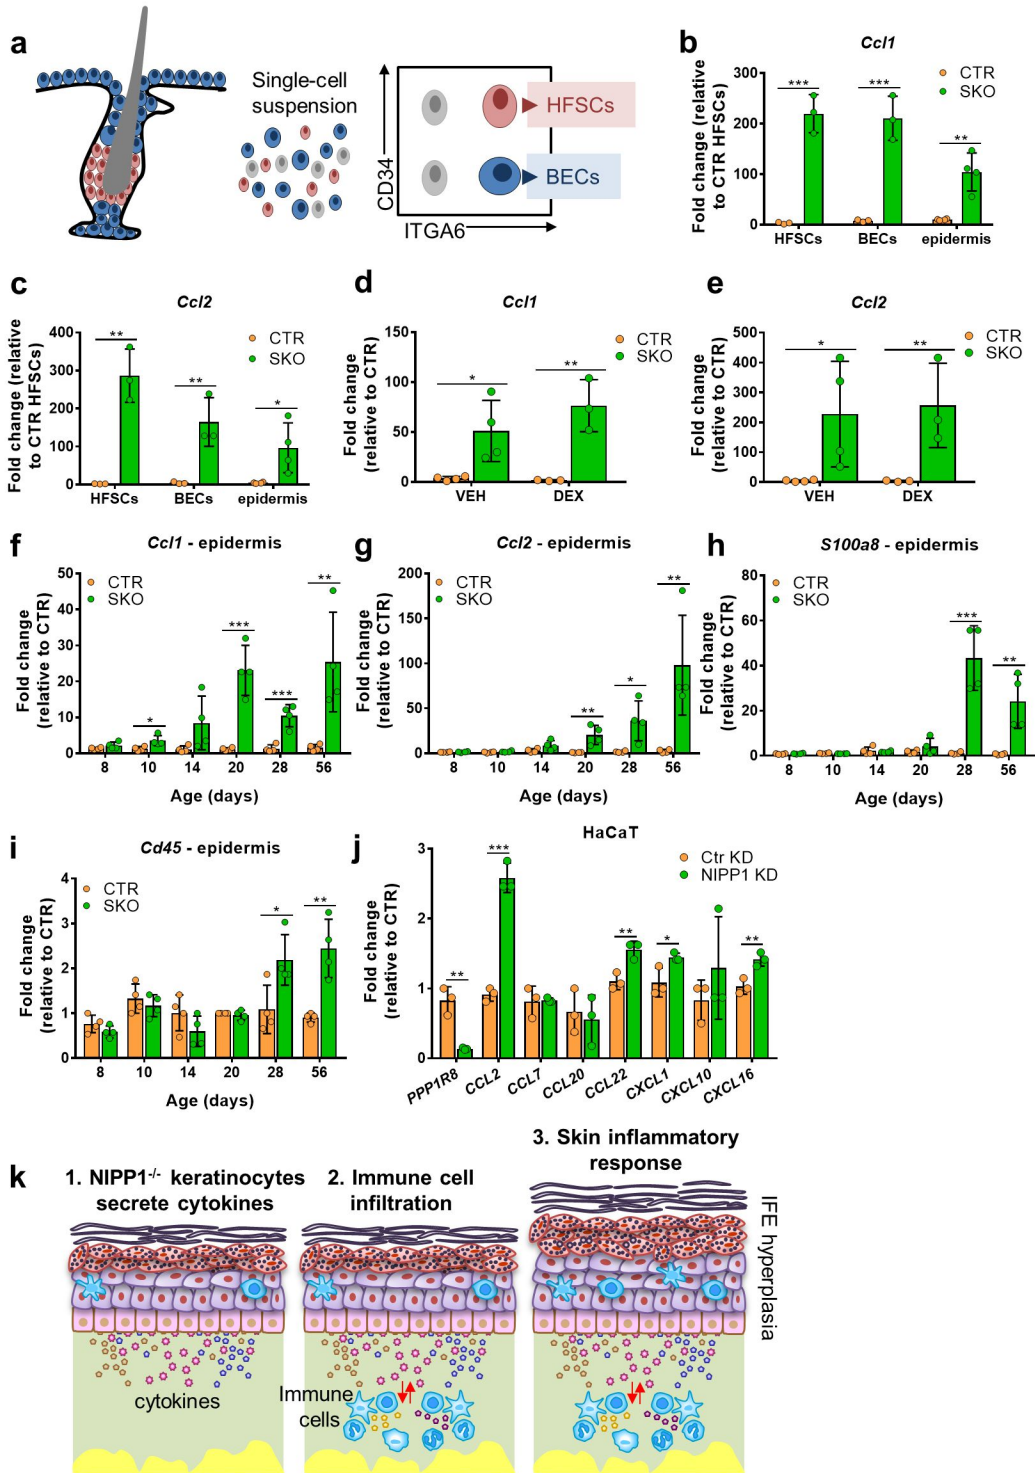 a
Single-cell
suspension
CD34
ITGA6
HFSCs
BECs
b
Ccl1
Fold change (relative
to CTR HFSCs)
300
200
100
0
CTR
SKO
***
***
**
HFSCs BECs epidermis
c
Ccl2
Fold change (relative
to CTR HFSCs)
400
300
200
100
0
CTR
SKO
**
**
*
HFSCs BECs epidermis
d
Ccl1
Fold change
(relative to CTR)
150
100
50
0
CTR
SKO
*
**
VEH DEX
e
Ccl2
Fold change
(relative to CTR)
500
400
300
200
100
0
CTR
SKO
*
**
VEH DEX
f
Ccl1 - epidermis
Fold change
(relative to CTR)
50
40
30
20
10
0
CTR
SKO
*
***
***
**
8 10 14 20 28 56
Age (days)
g
Ccl2 - epidermis
Fold change
(relative to CTR)
200
150
100
50
0
CTR
SKO
**
*
**
8 10 14 20 28 56
Age (days)
h
S100a8 - epidermis
Fold change
(relative to CTR)
80
60
40
20
0
CTR
SKO
***
**
8 10 14 20 28 56
Age (days)
i
Cd45 - epidermis
Fold change
(relative to CTR)
4
3
2
1
0
CTR
SKO
*
**
8 10 14 20 28 56
Age (days)
j
HaCaT
Fold change
(relative to CTR)
3
2
1
0
Ctr KD
NIPP1 KD
**
***
**
*
**
PPP1R8 CCL2 CCL7 CCL20 CCL22 CXCL1 CXCL10 CXCL16
k
1. NIPP1-/- keratinocytes
secrete cytokines
2. Immune cell
infiltration
3. Skin inflammatory
response
IFE hyperplasia
cytokines
Immune
cells